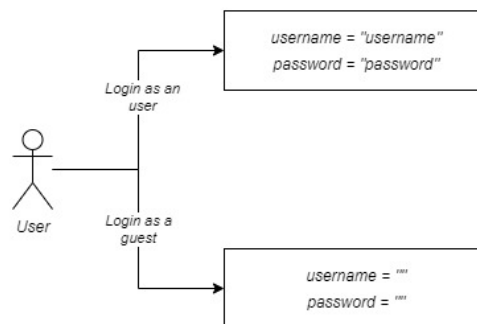 username = "username"
password = "password"
Login as an
user
User
Login as a
guest
username = ""
password = ""